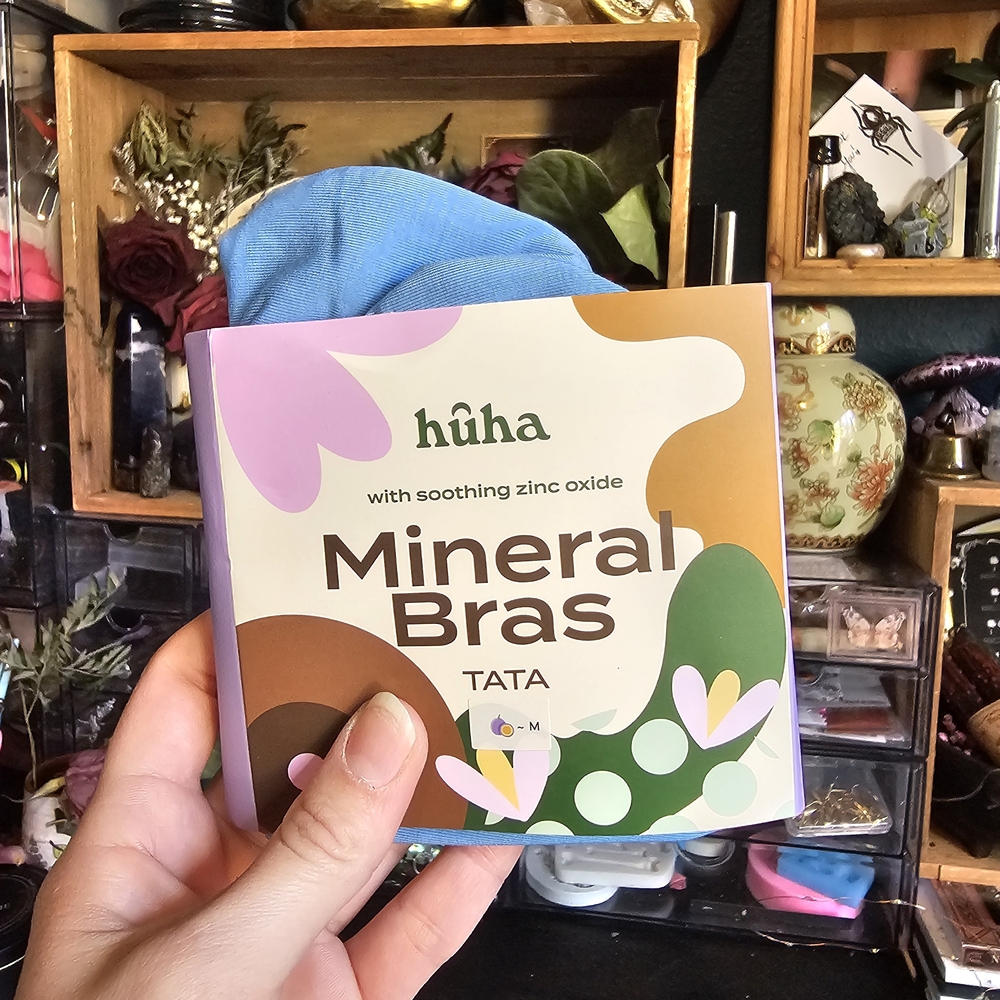 hûha
with soothing zinc oxide
Mineral
Bras
TATA
~ M